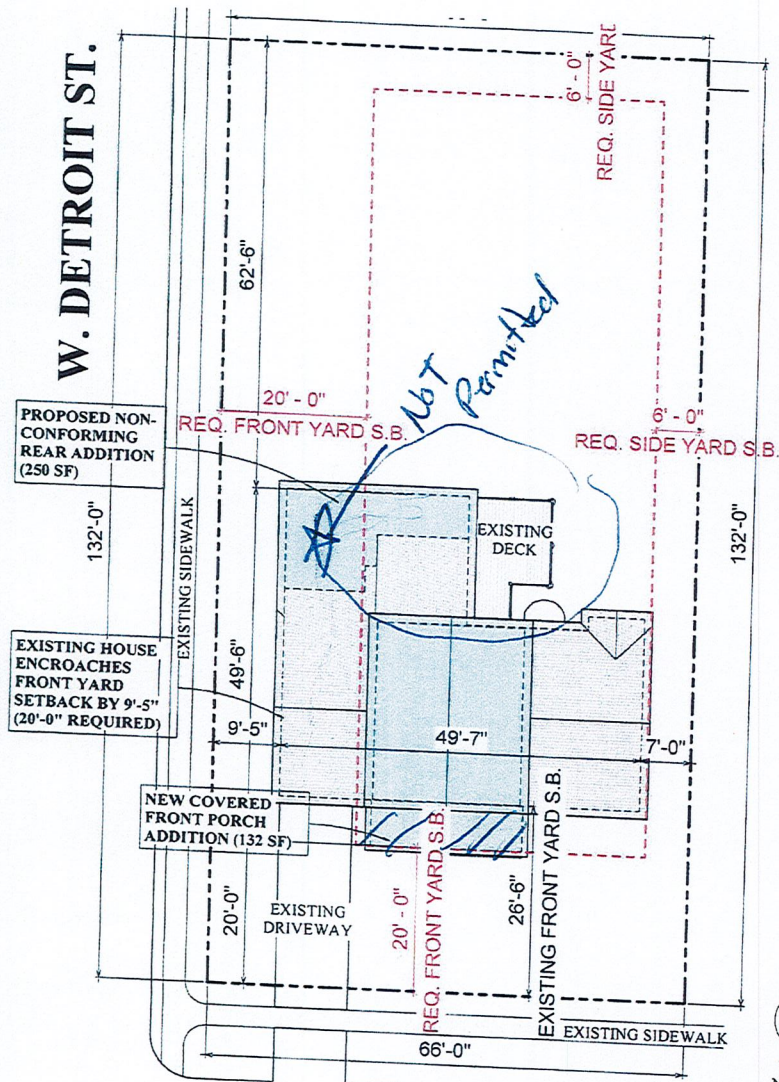 W. DETROIT ST.
6' - 0"
REQ. SIDE YARD
62'-6"
20' - 0"
REQ. FRONT YARD S.B.
Not
Permitted
6' - 0"
REQ. SIDE YARD S.B.
PROPOSED NON-
CONFORMING
REAR ADDITION
(250 SF)
132'-0"
EXISTING SIDEWALK
EXISTING
DECK
132'-0"
EXISTING HOUSE
ENCROACHES
FRONT YARD
SETBACK BY 9'-5"
(20'-0" REQUIRED)
49'-6"
9'-5"
49'-7"
7'-0"
NEW COVERED
FRONT PORCH
ADDITION (132 SF)
20'-0"
EXISTING
DRIVEWAY
20' - 0"
REQ. FRONT YARD S.B.
26'-6"
EXISTING FRONT YARD S.B.
EXISTING SIDEWALK
66'-0"